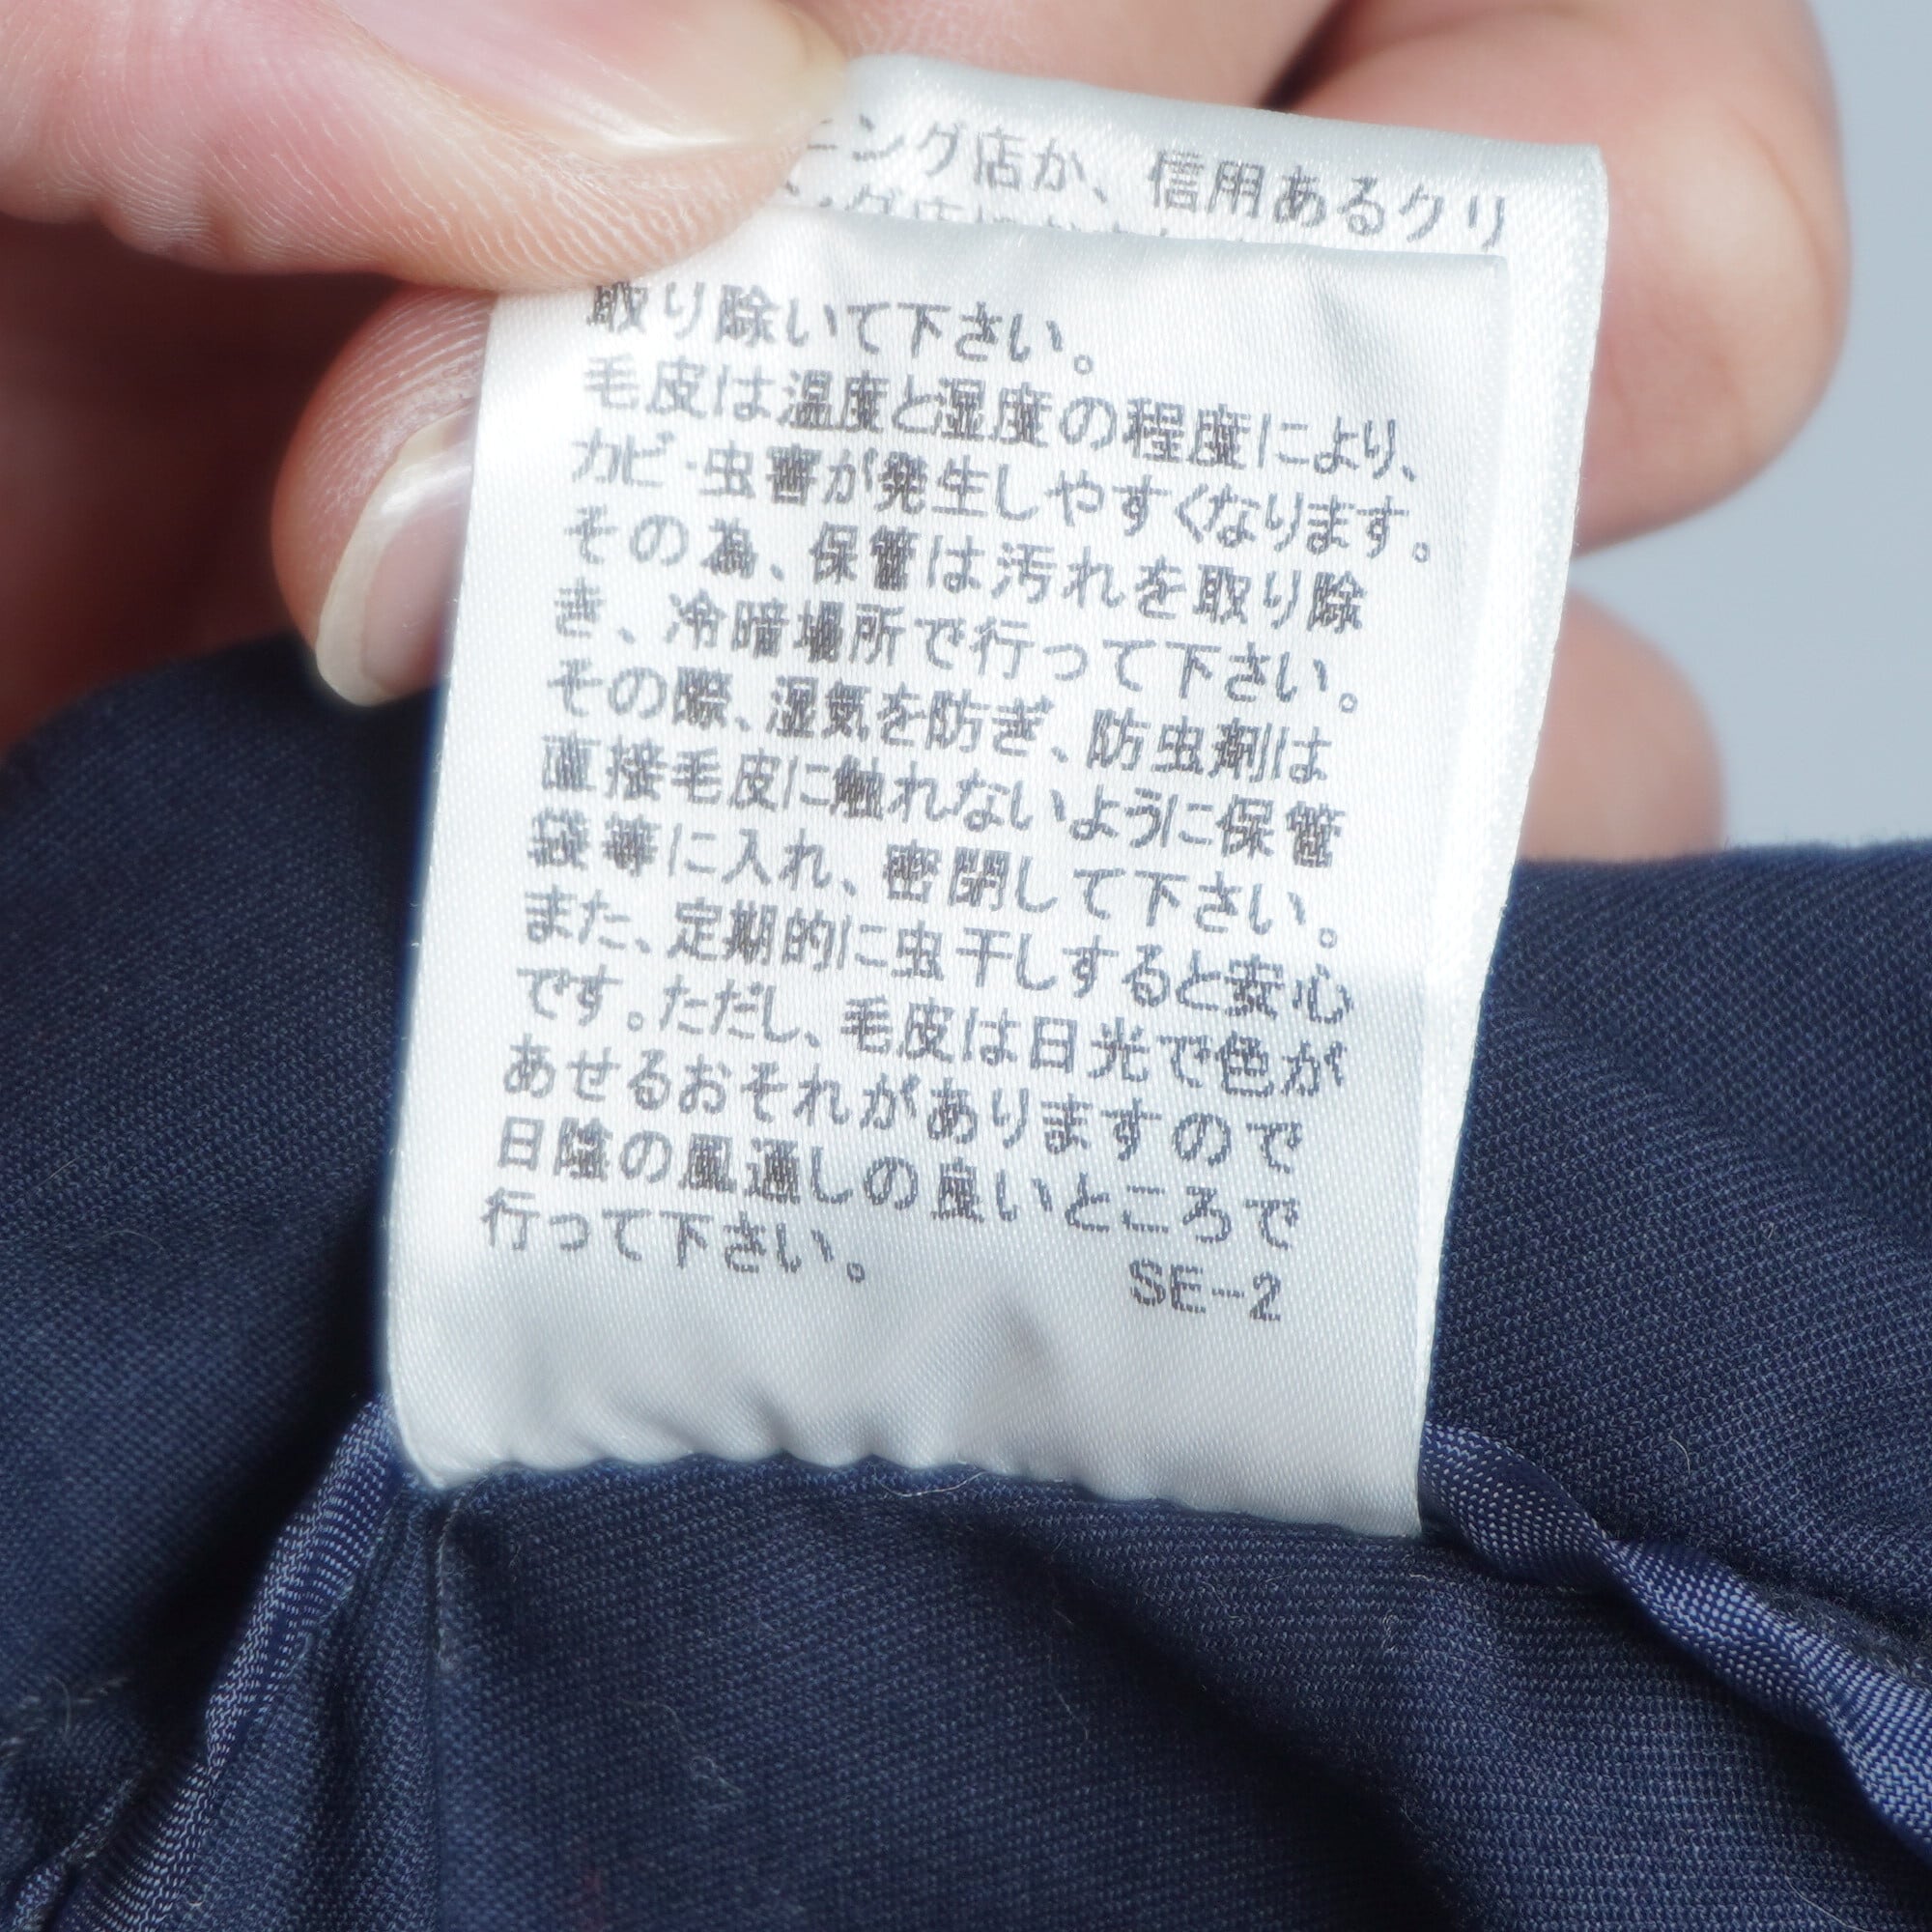 ニング店か、信用あるクリ
取り除いて下さい。
毛皮は温度と湿度の程度により、
カビ・虫害が発生しやすくなります。
その為、保管は汚れを取り除
き、冷暗場所で行って下さい。
その際、湿気を防ぎ、防虫剤は
直接毛皮に触れないように保管
袋等に入れ、密閉して下さい。
また、定期的に虫干しすると安心
です。ただし、毛皮は日光で色が
あせるおそれがありますので
日陰の風通しの良いところで
行って下さい。 SE-2